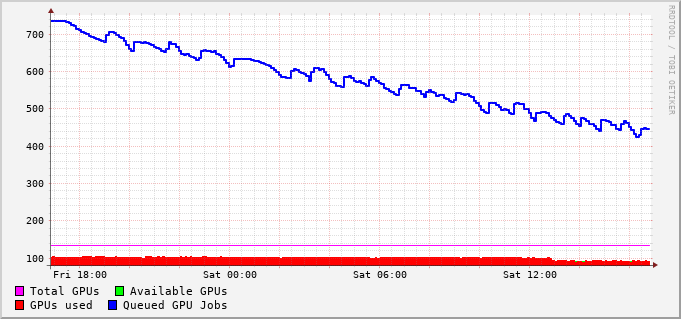 RRDTOOL / TOBI OETIKER
700
600
500
400
300
200
100
Fri 18:00 Sat 00:00 Sat 06:00 Sat 12:00
Total GPUs Available GPUs
GPUs used Queued GPU Jobs